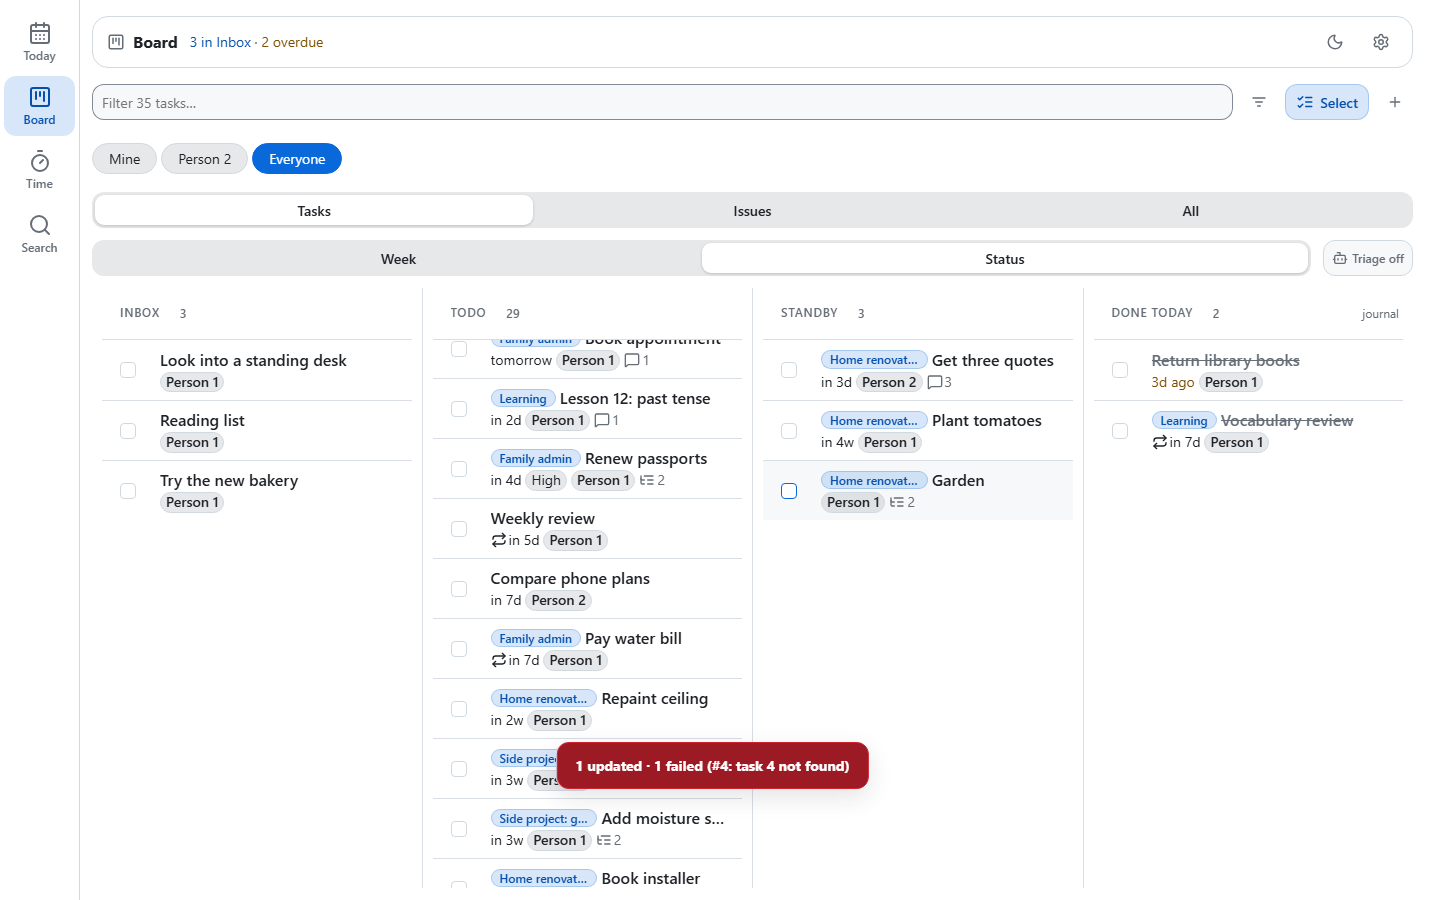 Today
Board
Time
Search
Board 3 in Inbox · 2 overdue
Filter 35 tasks...
Select
Mine
Person 2
Everyone
Tasks
Issues
All
Week
Status
Triage off
INBOX 3
Look into a standing desk
Person 1
Reading list
Person 1
Try the new bakery
Person 1
TODO 29
Family admin Book appointment
tomorrow Person 1 1
Learning Lesson 12: past tense
in 2d Person 1 1
Family admin Renew passports
in 4d High Person 1 2
Weekly review
in 5d Person 1
Compare phone plans
in 7d Person 2
Family admin Pay water bill
in 7d Person 1
Home renovat... Repaint ceiling
in 2w Person 1
Side proje
in 3w Pers
Side project: g... Add moisture s...
in 3w Person 1 2
Home renovat... Book installer
STANDBY 3
Home renovat... Get three quotes
in 3d Person 2 3
Home renovat... Plant tomatoes
in 4w Person 1
Home renovat... Garden
Person 1 2
DONE TODAY 2 journal
Return library books
3d ago Person 1
Learning Vocabulary review
in 7d Person 1
1 updated · 1 failed (#4: task 4 not found)